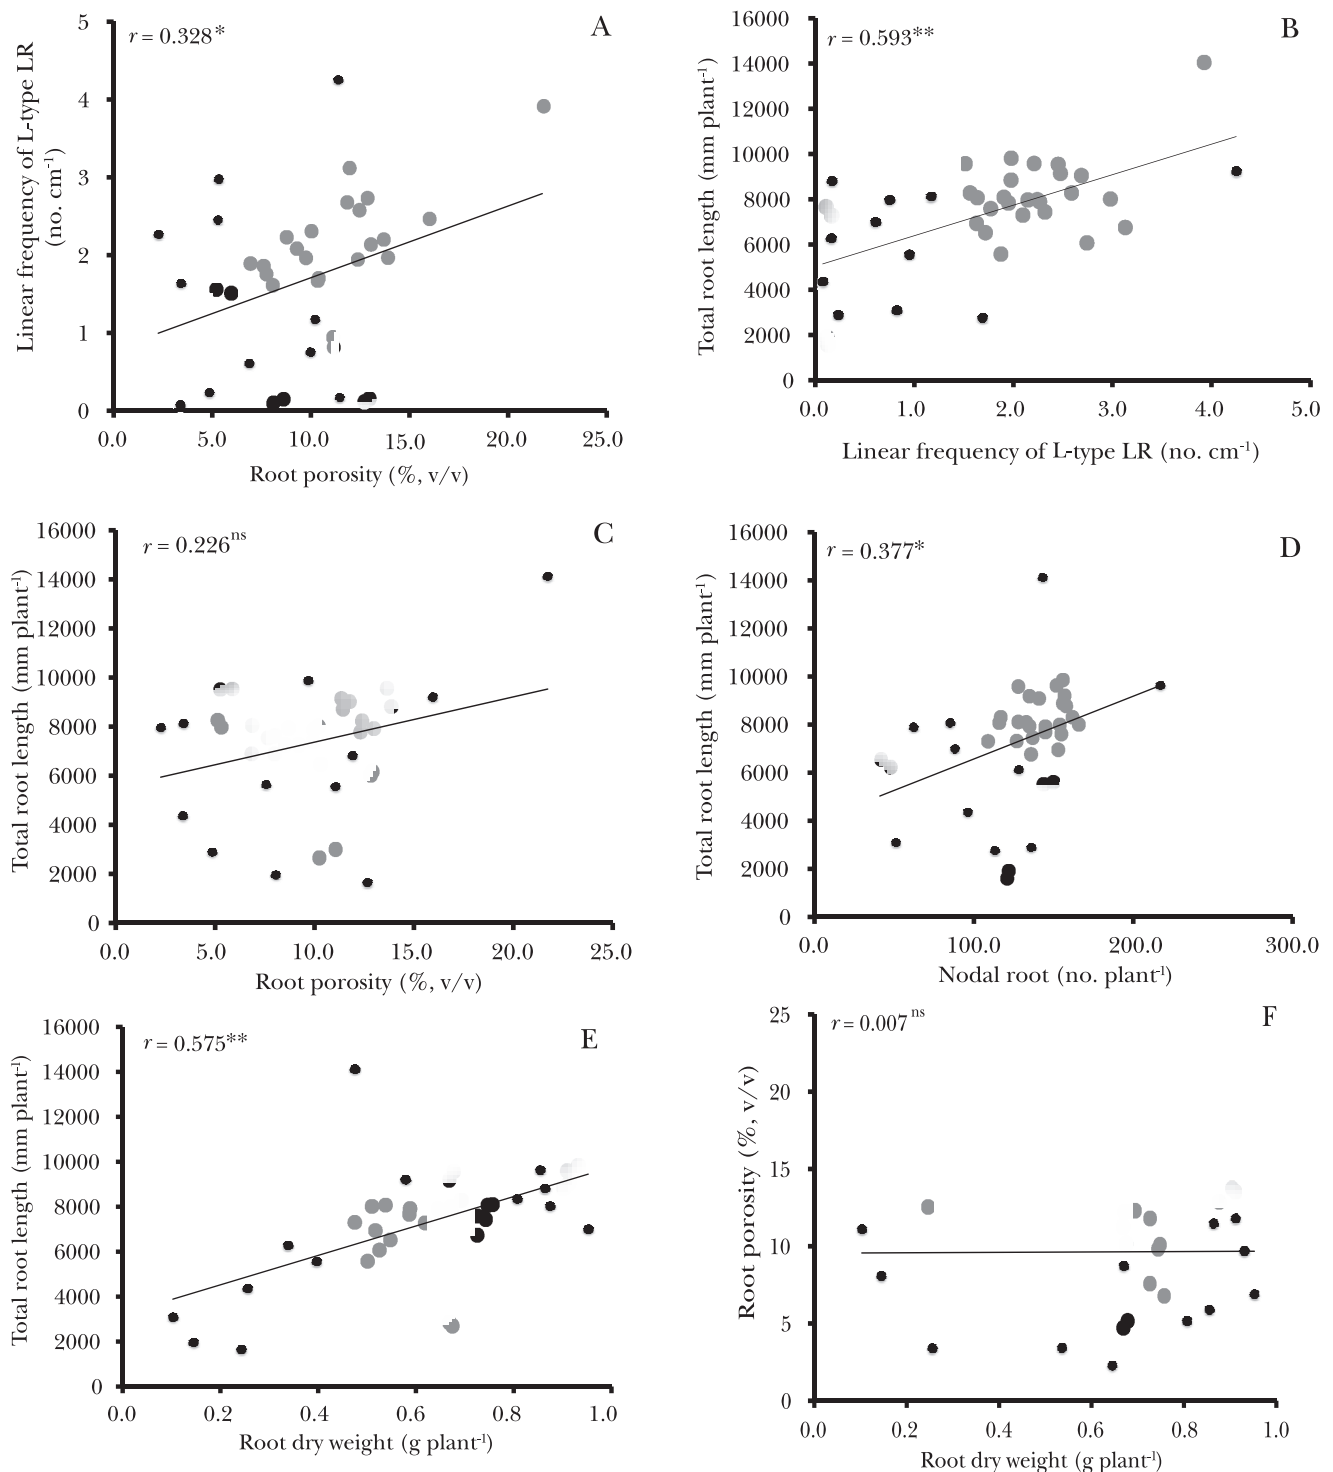 r = 0.328*
A
5
4
3
2
1
0
Linear frequency of L-type LR
(no. cm-1)
0.0 5.0 10.0 15.0 20.0 25.0
Root porosity (%, v/v)
r = 0.593**
B
16000
14000
12000
10000
8000
6000
4000
2000
0
Total root length (mm plant-1)
0.0 1.0 2.0 3.0 4.0 5.0
Linear frequency of L-type LR (no. cm-1)
r = 0.226ns
C
16000
14000
12000
10000
8000
6000
4000
2000
0
Total root length (mm plant-1)
0.0 5.0 10.0 15.0 20.0 25.0
Root porosity (%, v/v)
r = 0.377*
D
16000
14000
12000
10000
8000
6000
4000
2000
0
Total root length (mm plant-1)
0.0 100.0 200.0 300.0
Nodal root (no. plant-1)
r = 0.575**
E
16000
14000
12000
10000
8000
6000
4000
2000
0
Total root length (mm plant-1)
0.0 0.2 0.4 0.6 0.8 1.0
Root dry weight (g plant-1)
r = 0.007 ns
F
25
20
15
10
5
0
Root porosity (%, v/v)
0.0 0.2 0.4 0.6 0.8 1.0
Root dry weight (g plant-1)